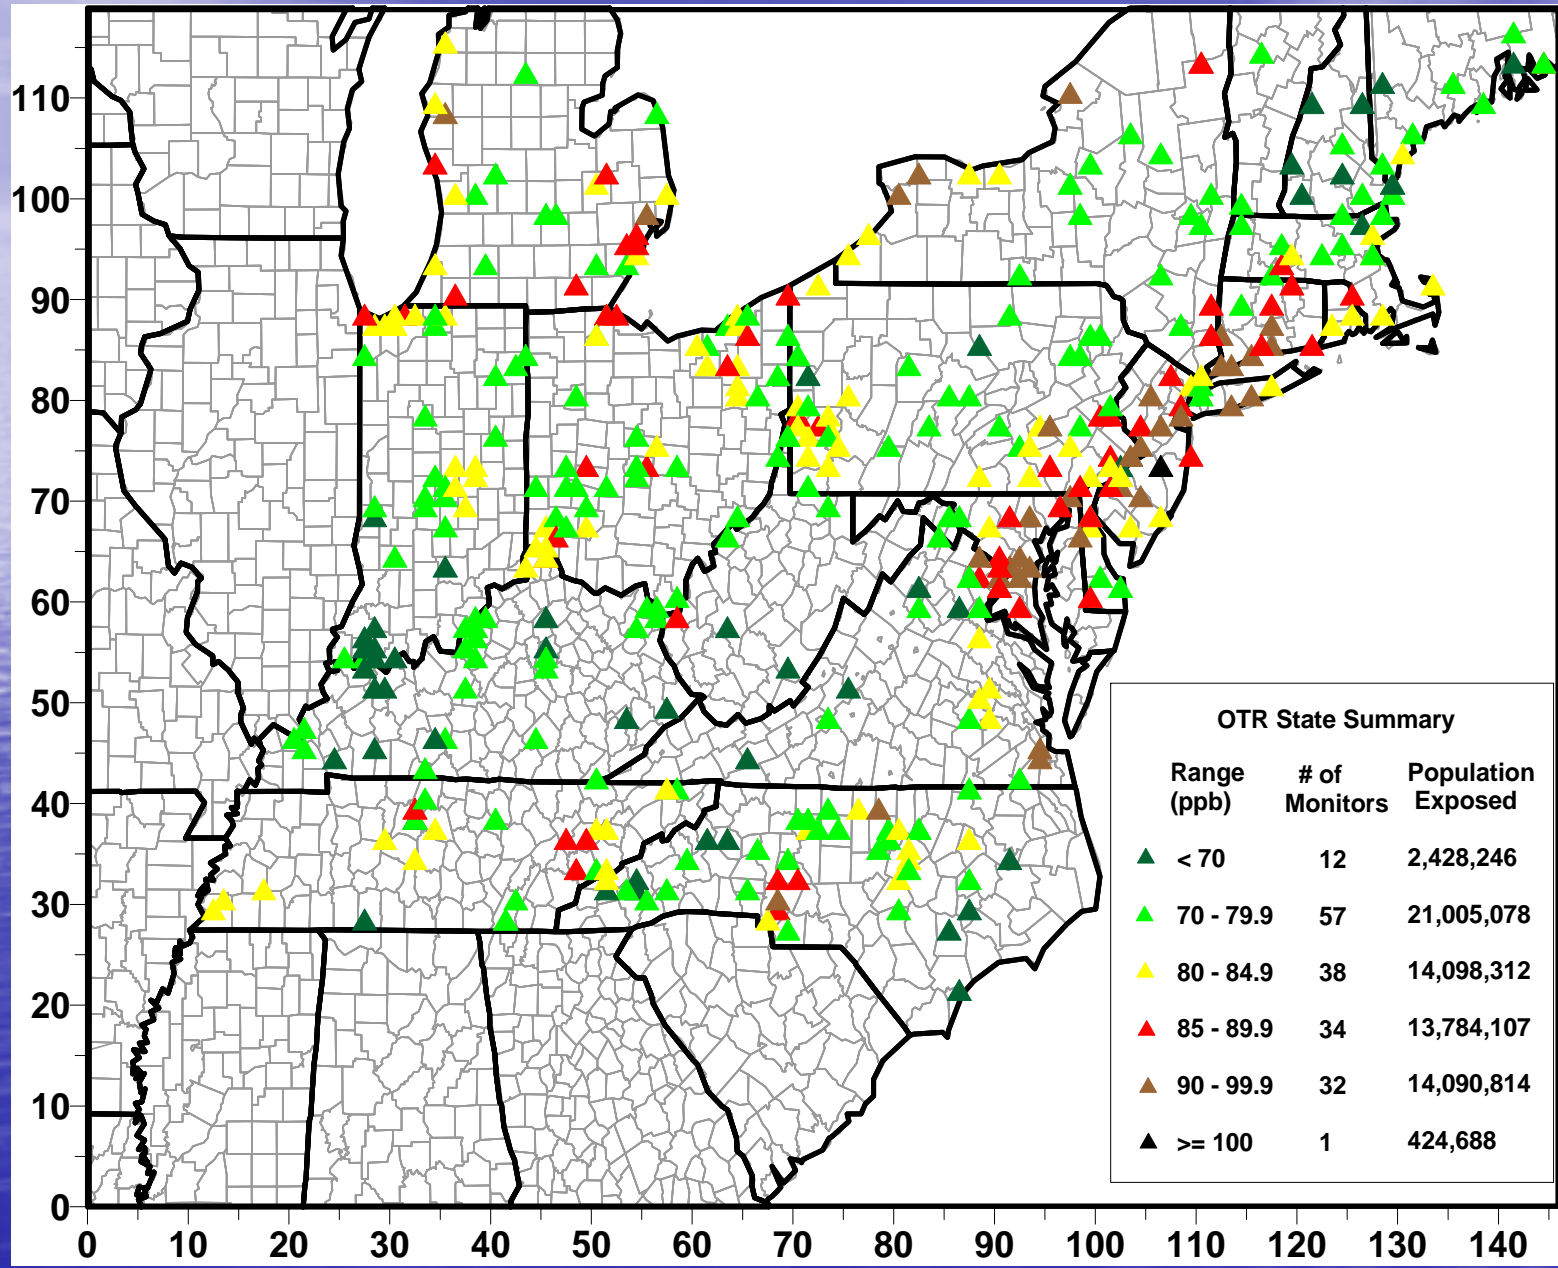 110
100
90
80
70
60
50
40
30
20
10
0
0 10 20 30 40 50 60 70 80 90 100 110 120 130 140
OTR State Summary
Range (ppb) # of Monitors Population Exposed
< 70 12 2,428,246
70 - 79.9 57 21,005,078
80 - 84.9 38 14,098,312
85 - 89.9 34 13,784,107
90 - 99.9 32 14,090,814
>= 100 1 424,688